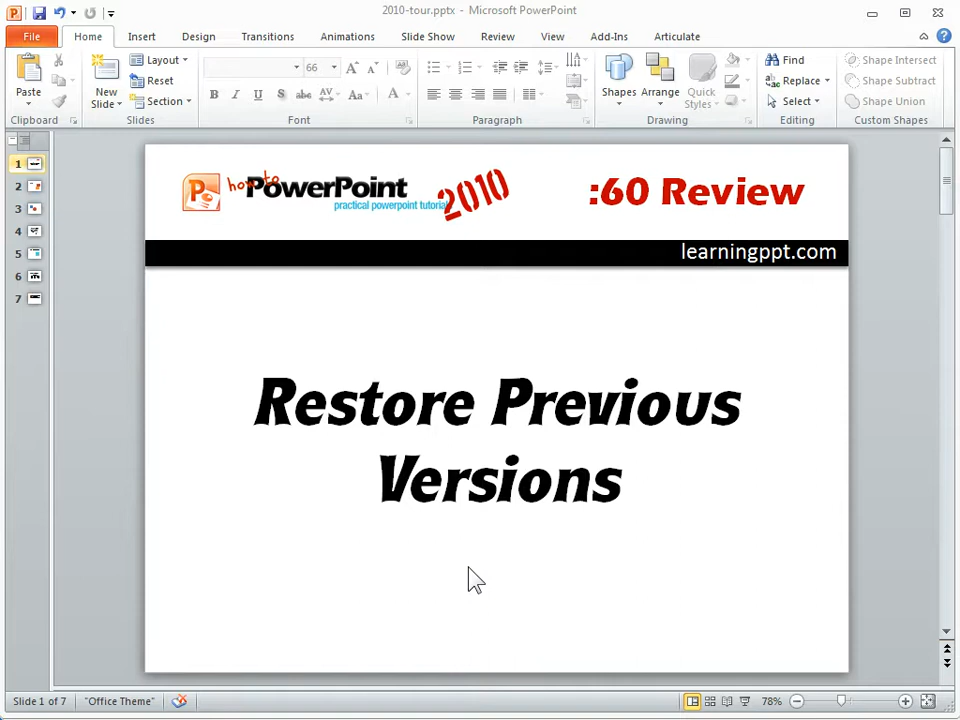 2010-tour.pptx - Microsoft PowerPoint
File Home Insert Design Transitions Animations Slide Show Review View Add-Ins Articulate
Paste
Clipboard
New
Slide
Layout
Reset
Section
Slides
66
B I U S abc AV Aa A
Font
Paragraph
Shapes
Arrange
Quick
Styles
Drawing
Find
Replace
Select
Editing
Shape Intersect
Shape Subtract
Shape Union
Custom Shapes
1
2
3
4
5
6
7
how to PowerPoint 2010
practical powerpoint tutorial
:60 Review
learningppt.com
Restore Previous
Versions
Slide 1 of 7 "Office Theme" 78%